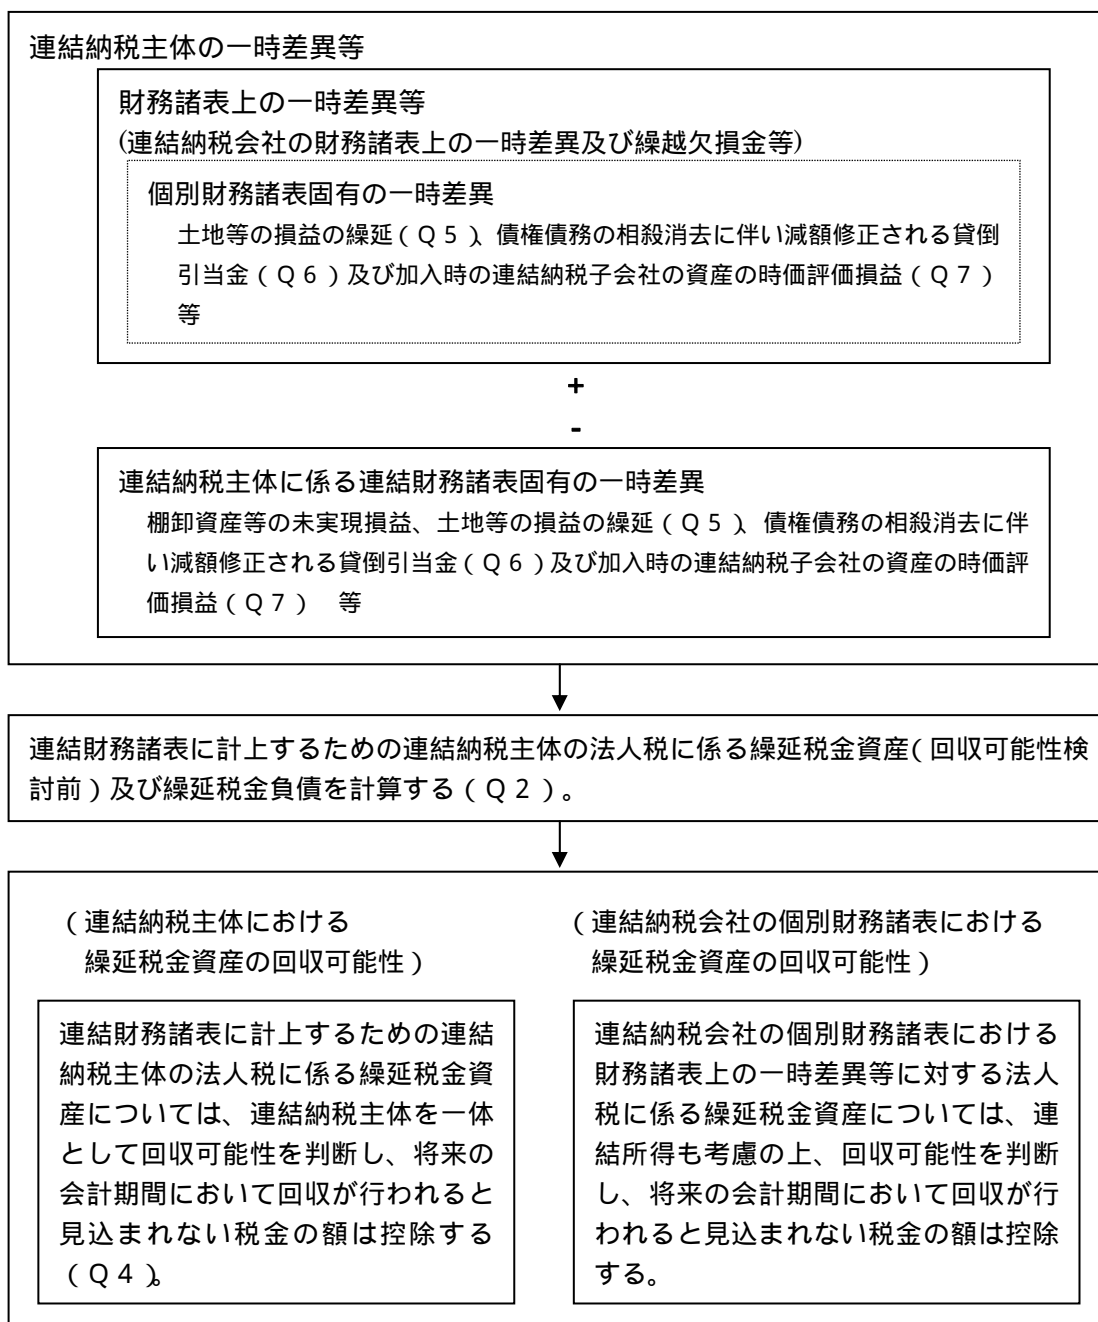 連結納税主体の一時差異等
財務諸表上の一時差異等
(連結納税会社の財務諸表上の一時差異及び繰越欠損金等)
個別財務諸表固有の一時差異
土地等の損益の繰延(Q5)、債権債務の相殺消去に伴い減額修正される貸倒
引当金(Q6)及び加入時の連結納税子会社の資産の時価評価損益(Q7)
等
+
-
連結納税主体に係る連結財務諸表固有の一時差異
棚卸資産等の未実現損益、土地等の損益の繰延(Q5)、債権債務の相殺消去に伴
い減額修正される貸倒引当金(Q6)及び加入時の連結納税子会社の資産の時価評
価損益(Q7) 等
連結財務諸表に計上するための連結納税主体の法人税に係る繰延税金資産(回収可能性検
討前)及び繰延税金負債を計算する(Q2)。
(連結納税主体における
繰延税金資産の回収可能性)
連結財務諸表に計上するための連結
納税主体の法人税に係る繰延税金資
産については、連結納税主体を一体
として回収可能性を判断し、将来の
会計期間において回収が行われると
見込まれない税金の額は控除する
(Q4)。
(連結納税会社の個別財務諸表における
繰延税金資産の回収可能性)
連結納税会社の個別財務諸表における
財務諸表上の一時差異等に対する法人
税に係る繰延税金資産については、連
結所得も考慮の上、回収可能性を判断
し、将来の会計期間において回収が行
われると見込まれない税金の額は控除
する。